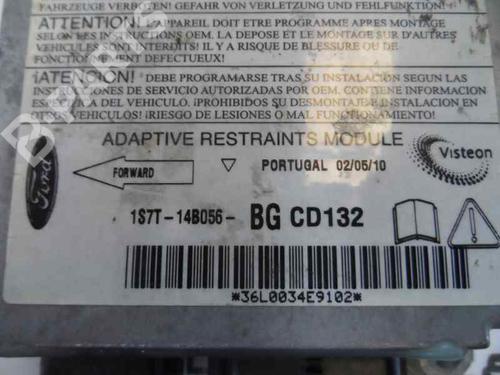 FAHRZEUGE VERBOTEN! GEFAHR VON VERLETZUNG UND FEHLFUNKTION!
ATTENTION! L'APPAREIL DOIT ETRE PROGRAMME APRES MONTAGE
SELON LES INSTRUCTIONS OEM. LA DEPOSE ET LE MONTAGE SUR D'AUTRES
VEHICULES SONT INTERDITS! IL Y A RISQUE DE BLESSURE OU DE
FONCTIONNEMENT DEFECTUEUX!
¡ATENCIÓN! DEBE PROGRAMARSE TRAS SU INSTALACION SEGUN LAS
INSTRUCCIONES DE SERVICIO AUTORIZADAS POR OEM. CONTIENE INFORMACION
ESPECIFICA DEL VEHICULO. ¡PROHIBIDOS SU DESMONTAJE E INSTALACION EN
OTROS VEHICULOS! ¡RIESGO DE LESIONES O MAL FUNCIONAMIENTO!
ADAPTIVE RESTRAINTS MODULE
Ford
FORWARD
PORTUGAL 02/05/10
Visteon
1S7T-14B056- BG CD132
*36L0034E9102*